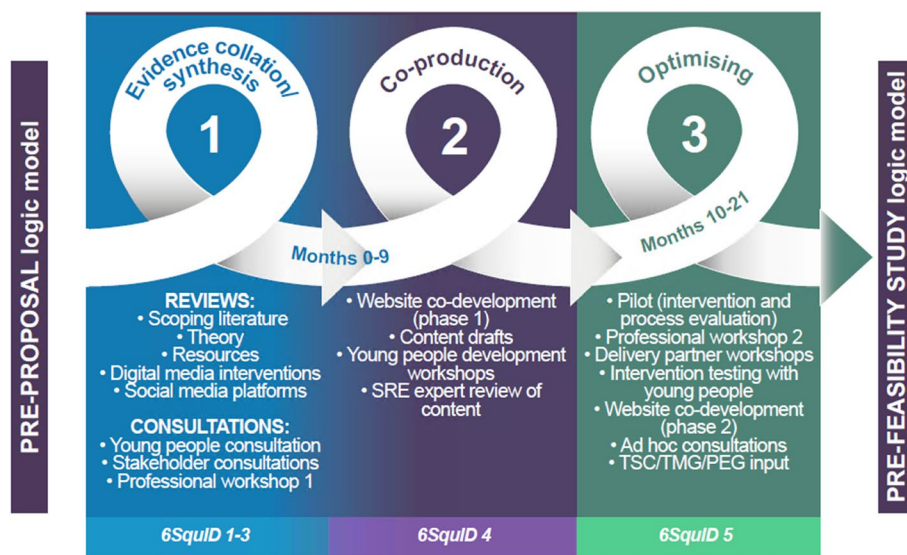 PRE-PROPOSAL logic model
Evidence collation/
synthesis
1
Months 0-9
REVIEWS:
• Scoping literature
• Theory
• Resources
• Digital media interventions
• Social media platforms
CONSULTATIONS:
• Young people consultation
• Stakeholder consultations
• Professional workshop 1
6SquID 1-3
Co-production
2
• Website co-development
(phase 1)
• Content drafts
• Young people development
workshops
• SRE expert review of
content
6SquID 4
Optimising
3
Months 10-21
• Pilot (intervention and
process evaluation)
• Professional workshop 2
• Delivery partner workshops
• Intervention testing with
young people
• Website co-development
(phase 2)
• Ad hoc consultations
• TSC/TMG/PEG input
6SquID 5
PRE-FEASIBILITY STUDY logic model